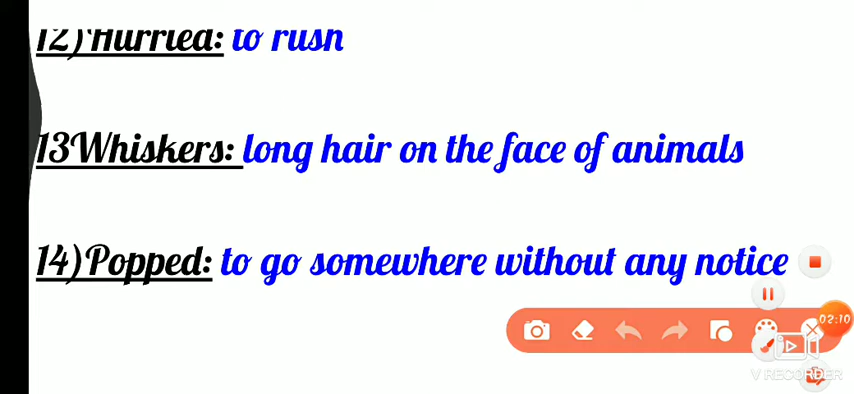 12) Hurried: to rush
13Whiskers: long hair on the face of animals
14)Popped: to go somewhere without any notice
02:10
V RECORDER